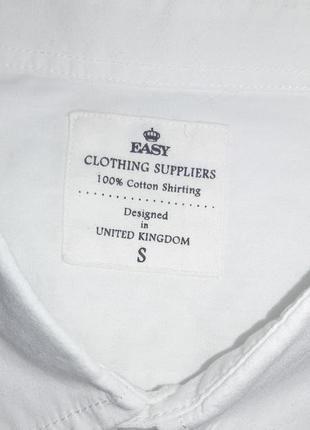 EASY
CLOTHING SUPPLIERS
100% Cotton Shirting
Designed
in
UNITED KINGDOM
S